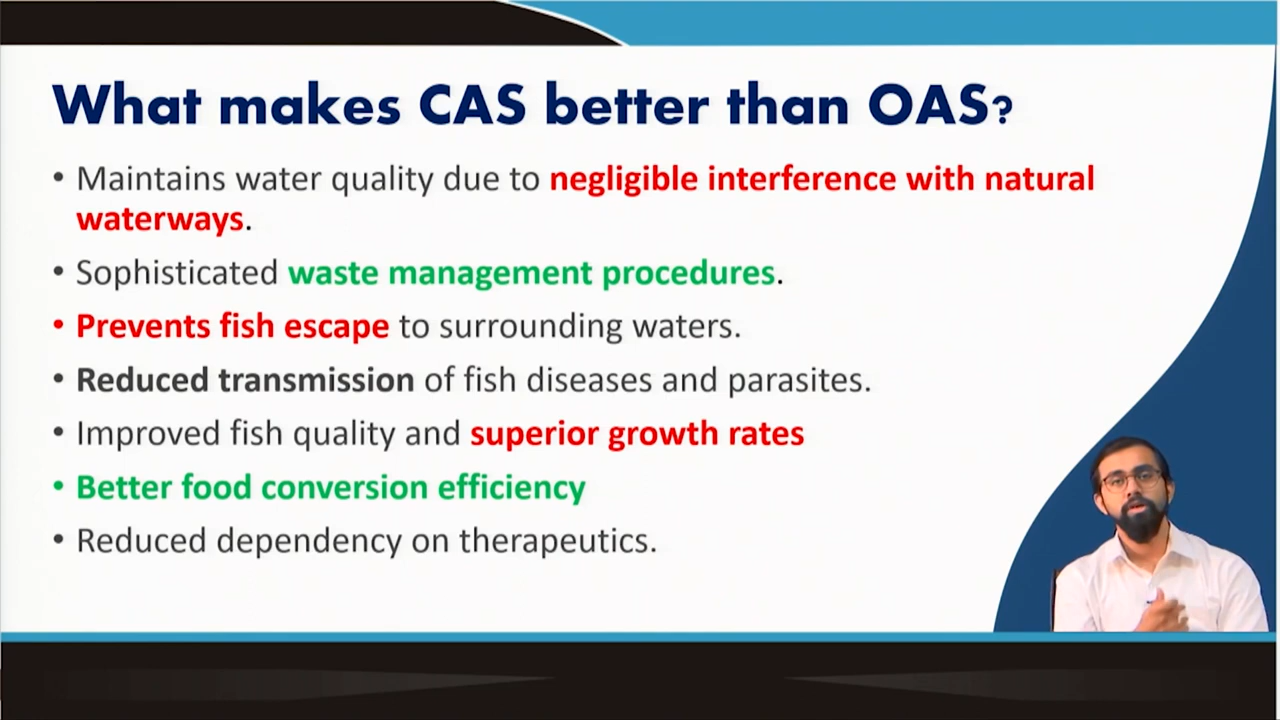 What makes CAS better than OAS?
• Maintains water quality due to negligible interference with natural
waterways.
• Sophisticated waste management procedures.
• Prevents fish escape to surrounding waters.
• Reduced transmission of fish diseases and parasites.
• Improved fish quality and superior growth rates
• Better food conversion efficiency
• Reduced dependency on therapeutics.